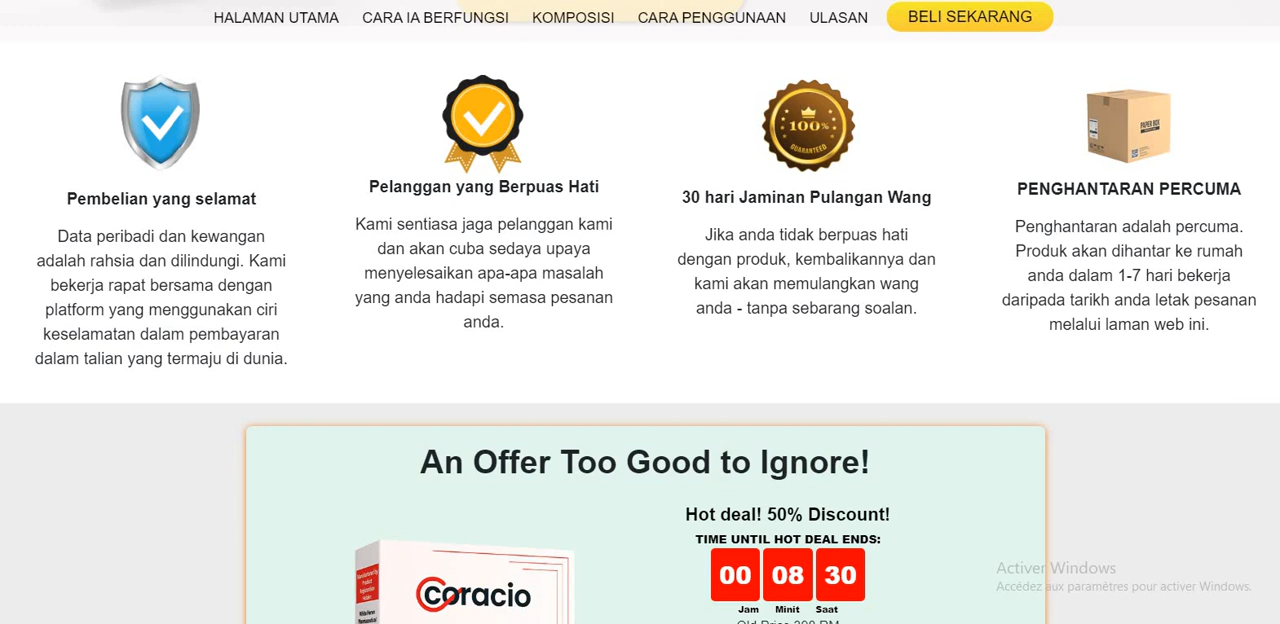 HALAMAN UTAMA CARA IA BERFUNGSI KOMPOSISI CARA PENGGUNAAN ULASAN BELI SEKARANG
100%
GUARANTEED
PAPER BOX
Pembelian yang selamat
Data peribadi dan kewangan
adalah rahsia dan dilindungi. Kami
bekerja rapat bersama dengan
platform yang menggunakan ciri
keselamatan dalam pembayaran
dalam talian yang termaju di dunia.
Pelanggan yang Berpuas Hati
Kami sentiasa jaga pelanggan kami
dan akan cuba sedaya upaya
menyelesaikan apa-apa masalah
yang anda hadapi semasa pesanan
anda.
30 hari Jaminan Pulangan Wang
Jika anda tidak berpuas hati
dengan produk, kembalikannya dan
kami akan memulangkan wang
anda - tanpa sebarang soalan.
PENGHANTARAN PERCUMA
Penghantaran adalah percuma.
Produk akan dihantar ke rumah
anda dalam 1-7 hari bekerja
daripada tarikh anda letak pesanan
melalui laman web ini.
An Offer Too Good to Ignore!
Hot deal! 50% Discount!
TIME UNTIL HOT DEAL ENDS:
00 08 30
Jam Minit Saat
coracio
Activer Windows
Accédez aux paramètres pour activer Windows.